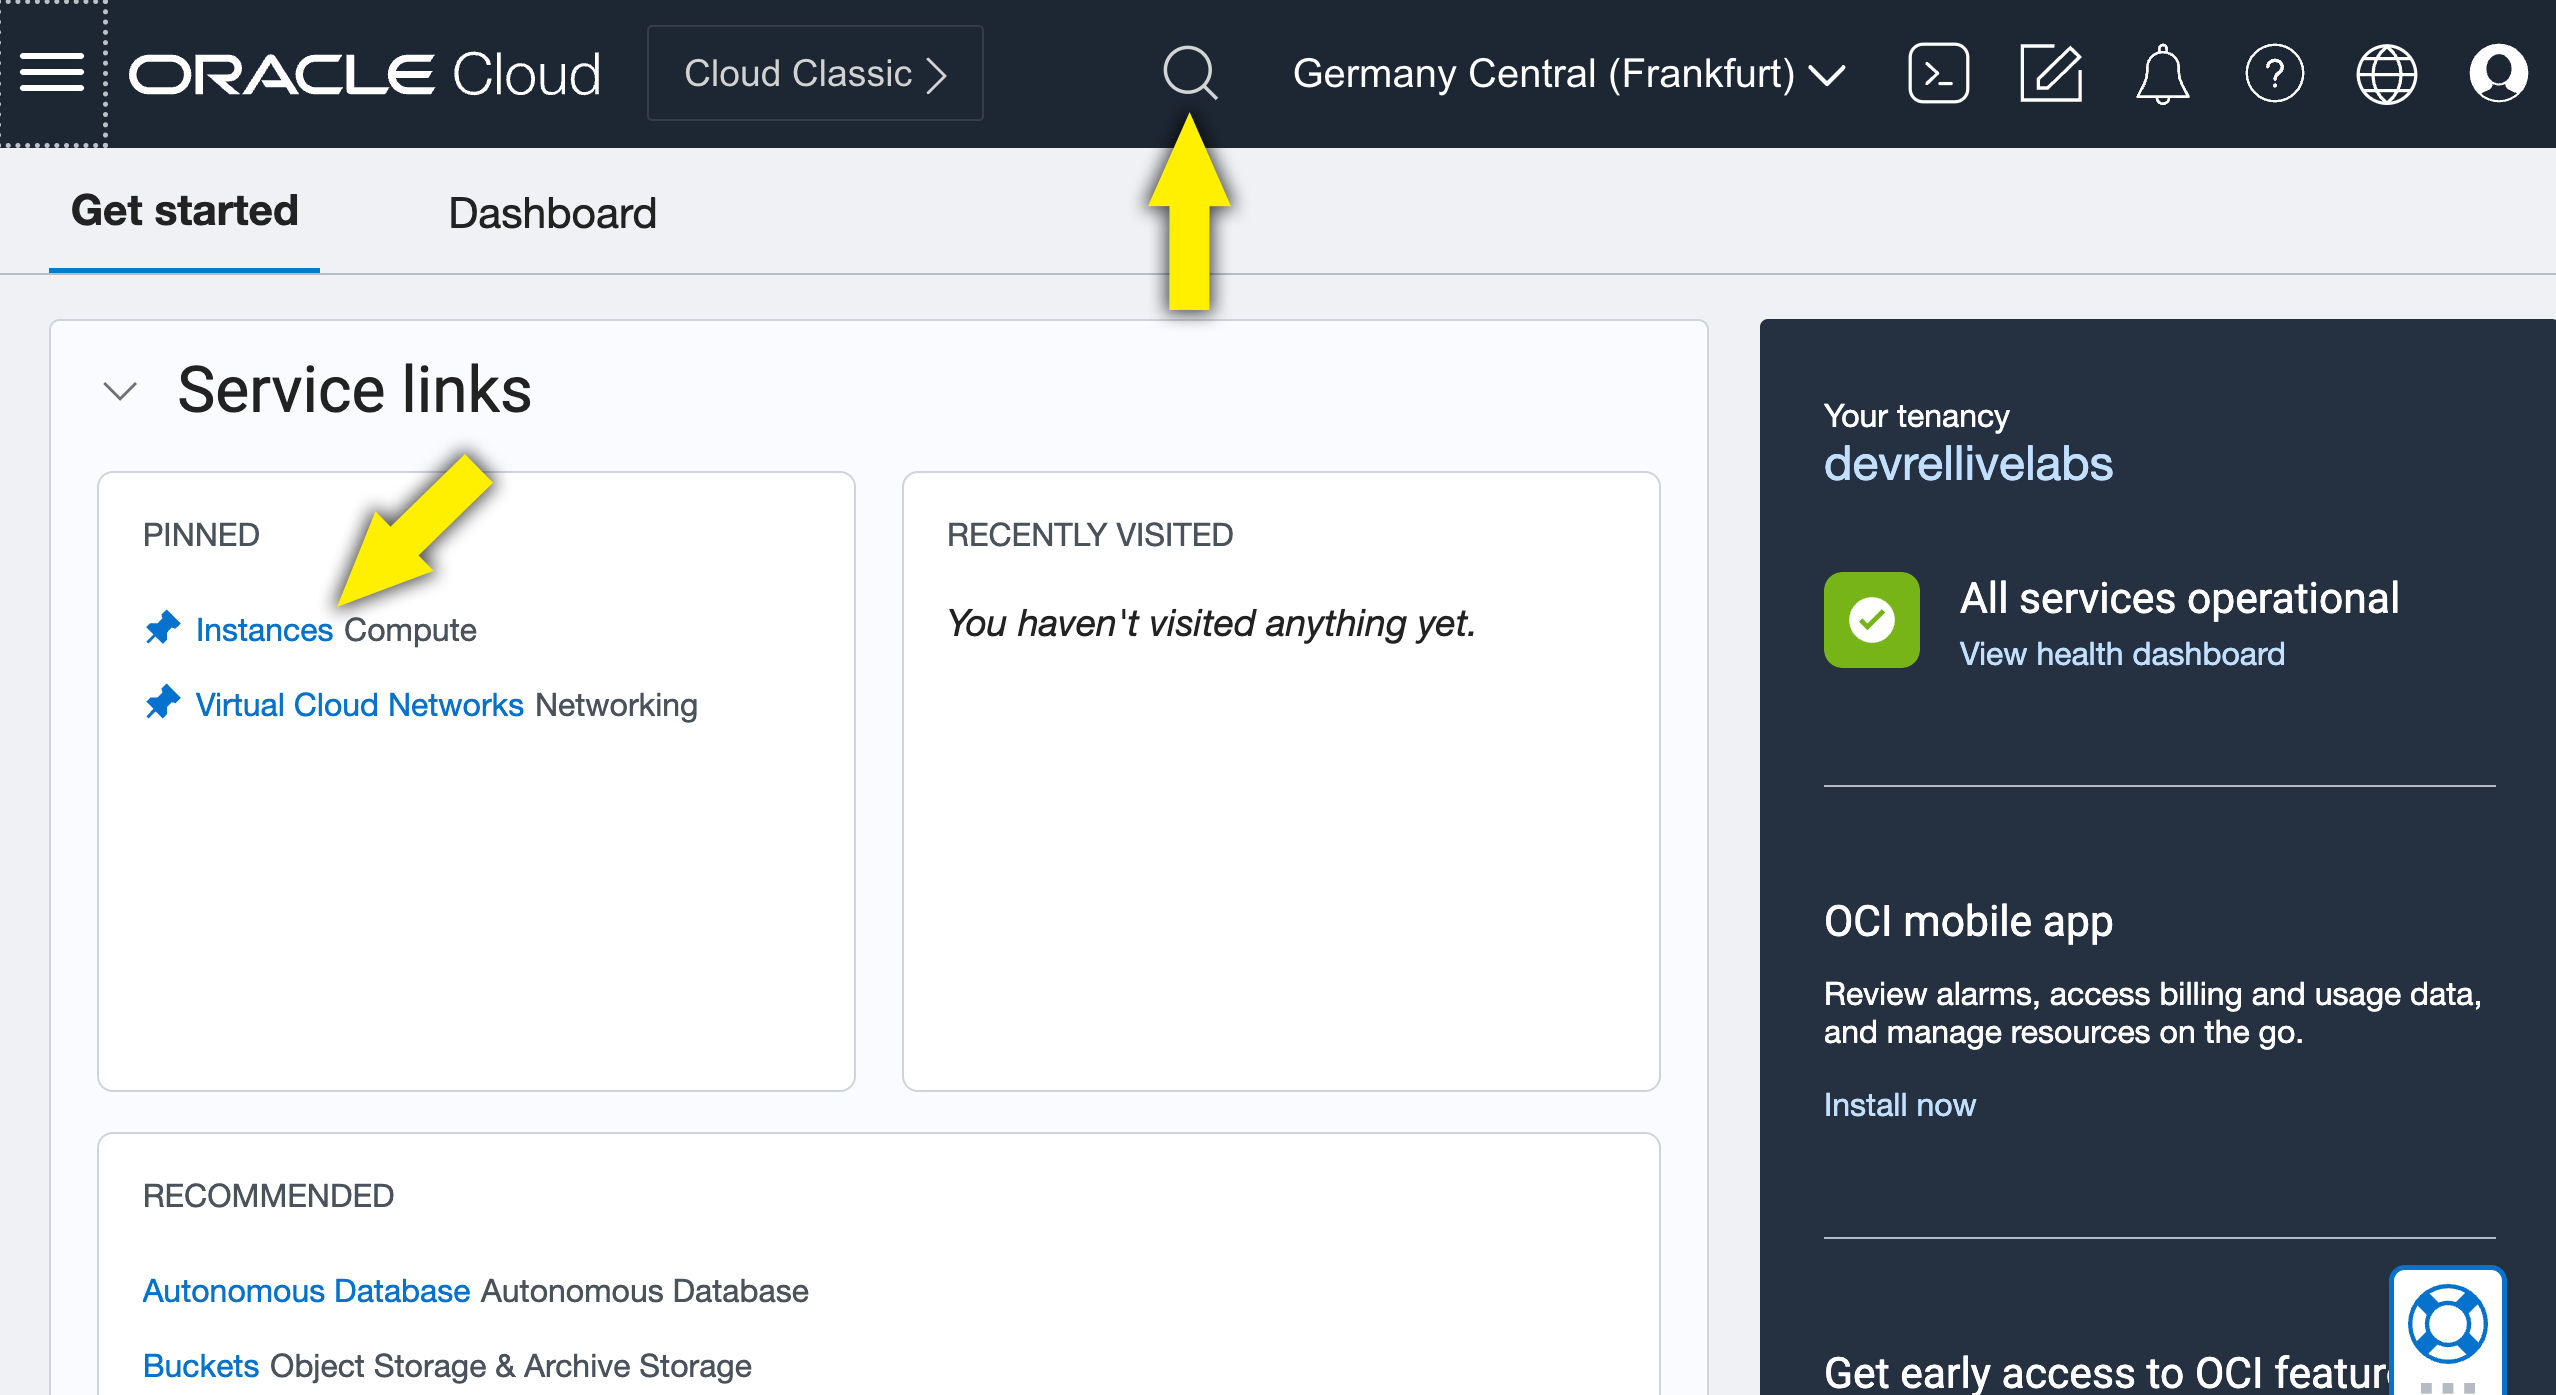 ORACLE Cloud
Cloud Classic
Germany Central (Frankfurt)
Get started
Dashboard
Service links
PINNED
Instances Compute
Virtual Cloud Networks Networking
RECENTLY VISITED
You haven't visited anything yet.
RECOMMENDED
Autonomous Database Autonomous Database
Buckets Object Storage & Archive Storage
Your tenancy
devrellivelabs
All services operational
View health dashboard
OCI mobile app
Review alarms, access billing and usage data,
and manage resources on the go.
Install now
Get early access to OCI